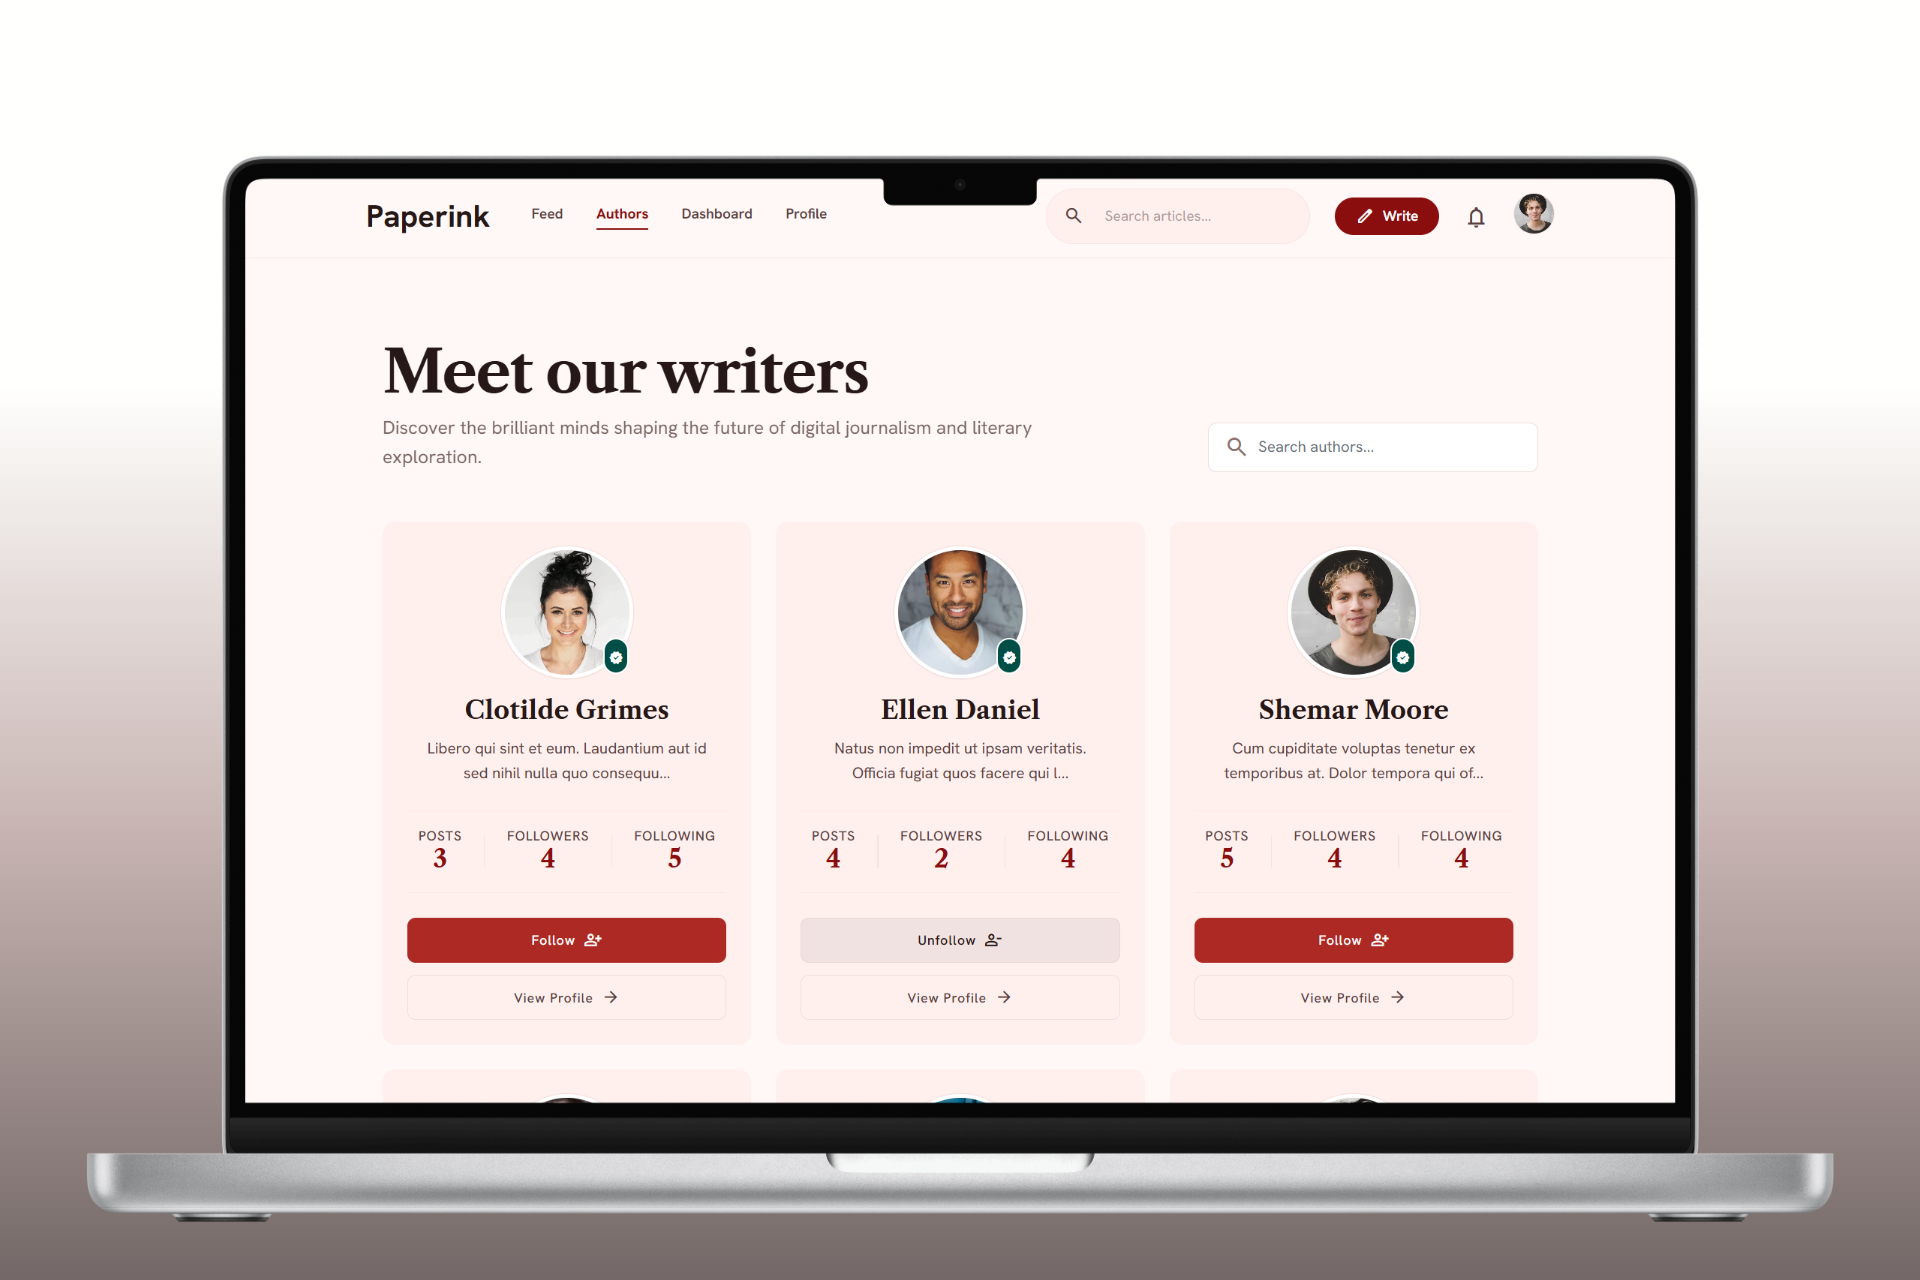 Paperink
Feed Authors Dashboard Profile
Search articles...
Write
Meet our writers
Discover the brilliant minds shaping the future of digital journalism and literary
exploration.
Search authors...
Clotilde Grimes
Libero qui sint et eum. Laudantium aut id
sed nihil nulla quo consequu...
POSTS FOLLOWERS FOLLOWING
3 4 5
Follow
View Profile
Ellen Daniel
Natus non impedit ut ipsam veritatis.
Officia fugiat quos facere qui l...
POSTS FOLLOWERS FOLLOWING
4 2 4
Unfollow
View Profile
Shemar Moore
Cum cupiditate voluptas tenetur ex
temporibus at. Dolor tempora qui of...
POSTS FOLLOWERS FOLLOWING
5 4 4
Follow
View Profile